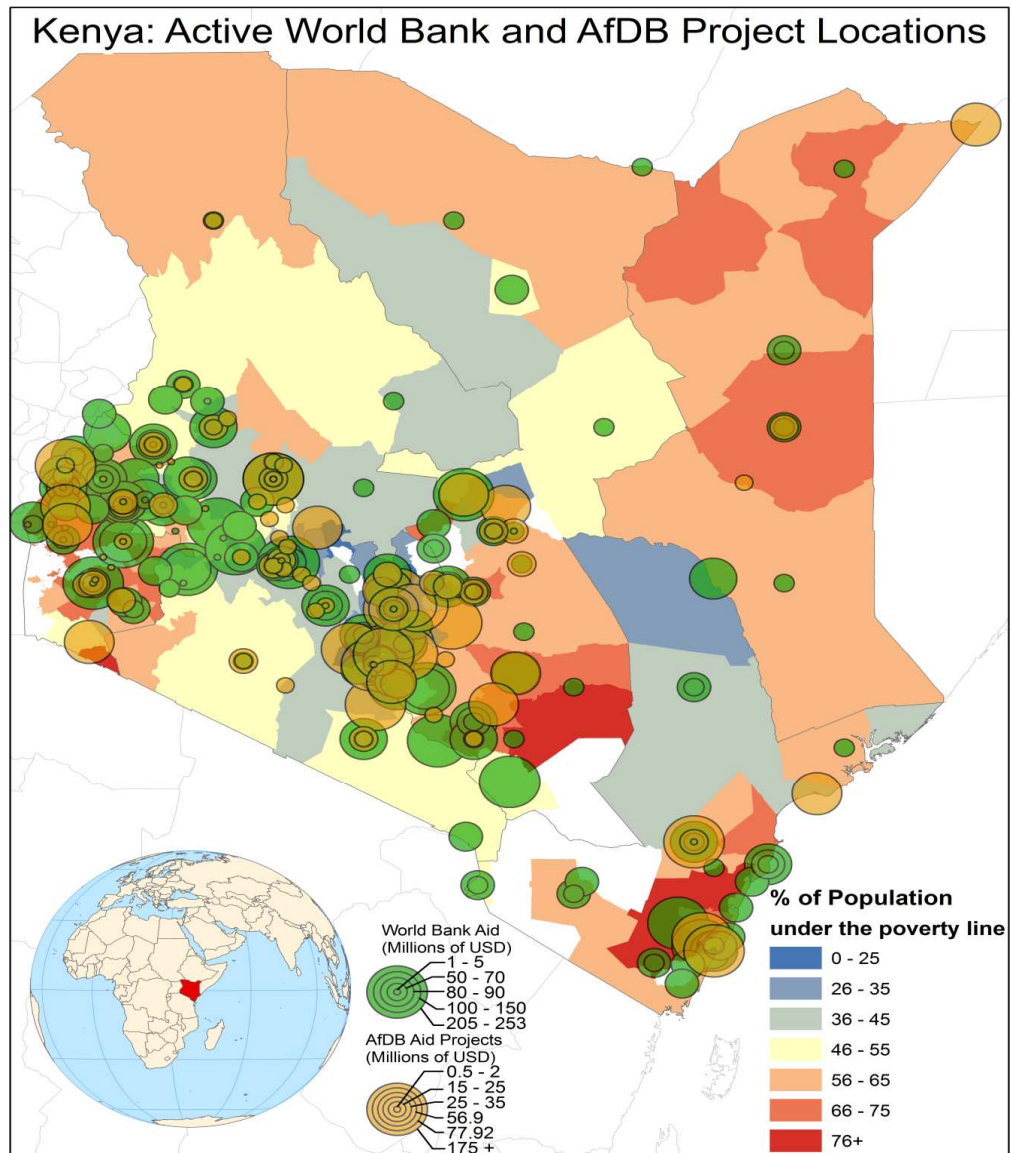 Kenya: Active World Bank and AfDB Project Locations
World Bank Aid
(Millions of USD)
1 - 5
50 - 70
80 - 90
100 - 150
205 - 253
AfDB Aid Projects
(Millions of USD)
0.5 - 2
15 - 25
25 - 35
56.9
77.92
175 +
% of Population
under the poverty line
0 - 25
26 - 35
36 - 45
46 - 55
56 - 65
66 - 75
76+